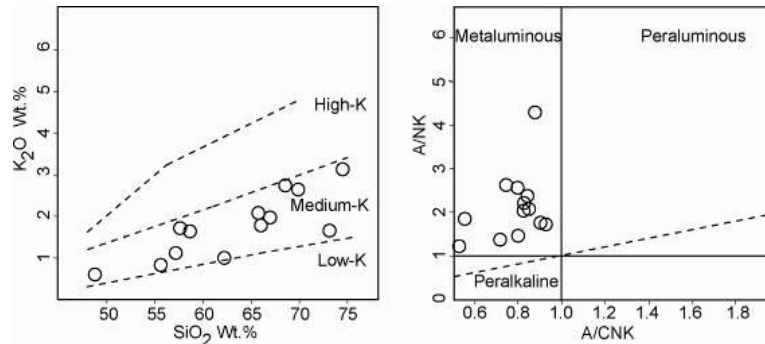 K2O Wt.%
6
5
4
3
2
1
High-K
Medium-K
Low-K
50
55
60
65
70
75
SiO2 Wt.%
A/NK
6
5
4
3
2
1
0
Metaluminous
Peraluminous
Peralkaline
0.6
0.8
1.0
1.2
1.4
1.6
1.8
A/CNK